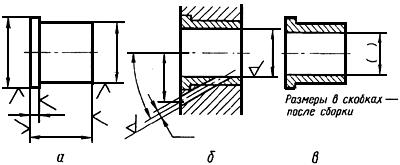 ( )
Размеры в скобках —
после сборки
а
б
в